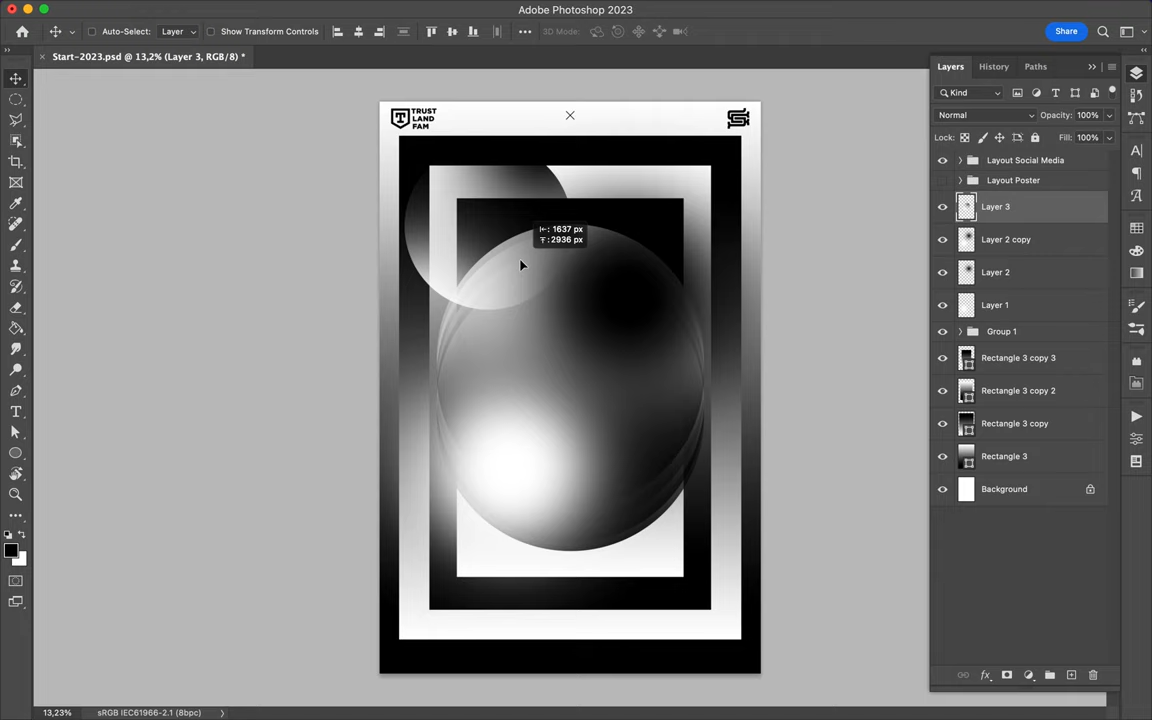 Adobe Photoshop 2023
Auto-Select: Layer Show Transform Controls 3D Mode: Share
Start-2023.psd @ 13,2% (Layer 3, RGB/8) *
Layers History Paths
Kind
Normal Opacity: 100%
Lock: Fill: 100%
Layout Social Media
Layout Poster
Layer 3
Layer 2 copy
Layer 2
Layer 1
Group 1
Rectangle 3 copy 3
Rectangle 3 copy 2
Rectangle 3 copy
Rectangle 3
Background
TRUST
LAND
FAM
: 1637 px
: 2936 px
13,23% sRGB IEC61966-2.1 (8bpc)